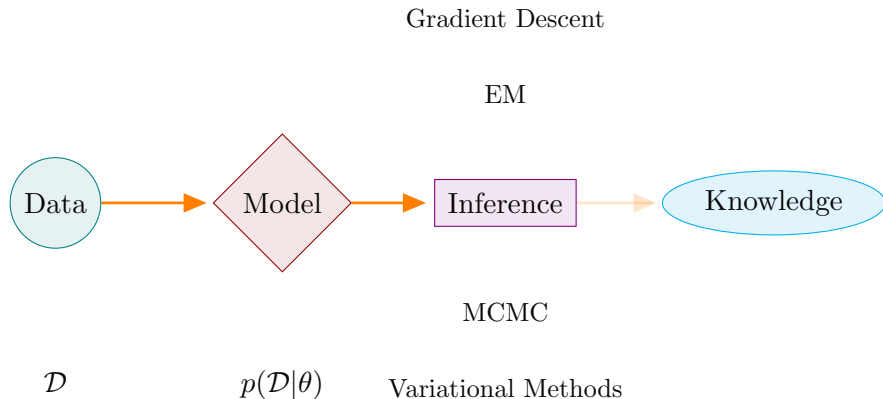 Gradient Descent
EM
Data
Model
Inference
Knowledge
MCMC
𝒟
p(𝒟|θ)
Variational Methods